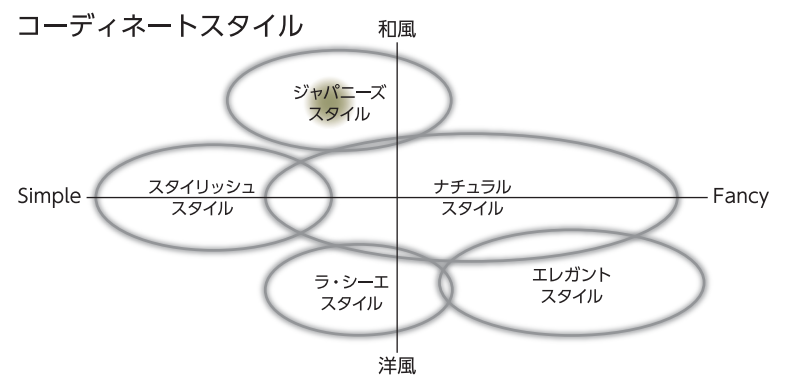 コーディネートスタイル
和風
ジャパニーズ
スタイル
Simple
スタイリッシュ
スタイル
ナチュラル
スタイル
Fancy
ラ・シーエ
スタイル
エレガント
スタイル
洋風